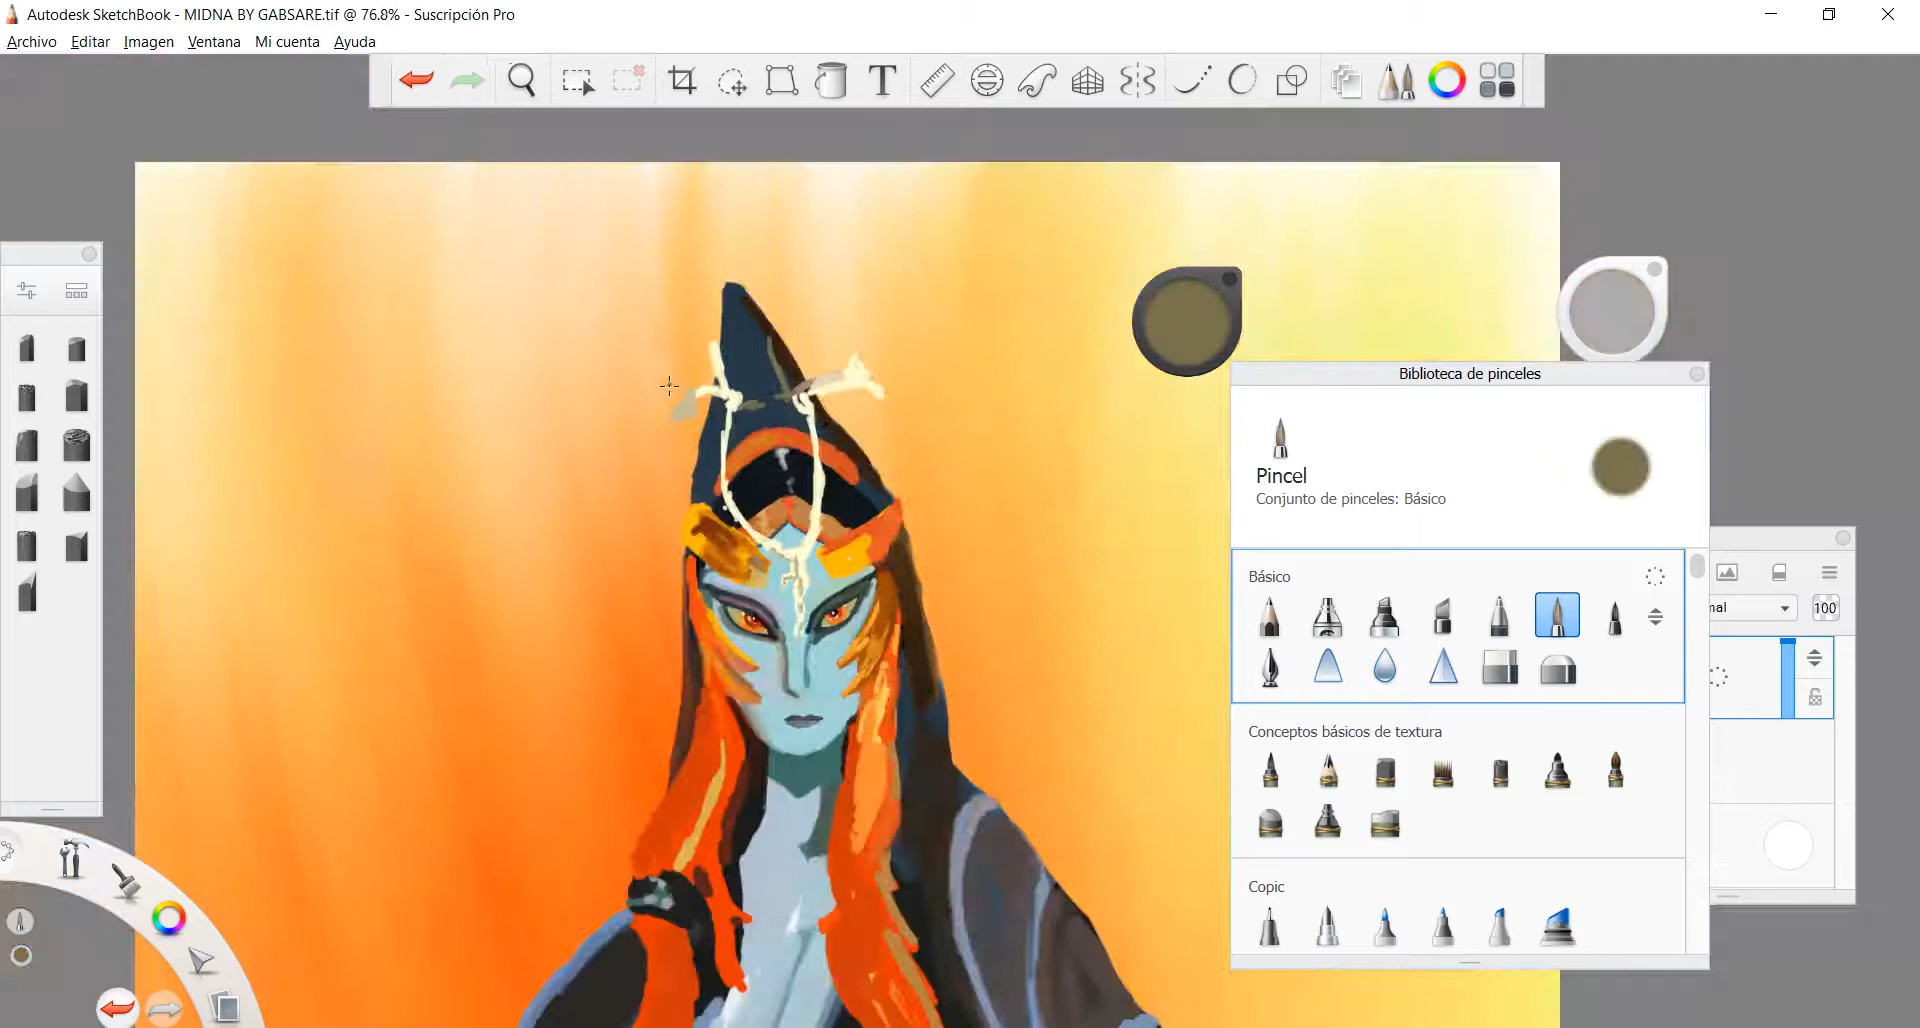 Autodesk SketchBook - MIDNA BY GABSARE.tif @ 76.8% - Suscripción Pro
Archivo Editar Imagen Ventana Mi cuenta Ayuda
T
Biblioteca de pinceles
Pincel
Conjunto de pinceles: Básico
Básico
mal
100
Conceptos básicos de textura
Copic